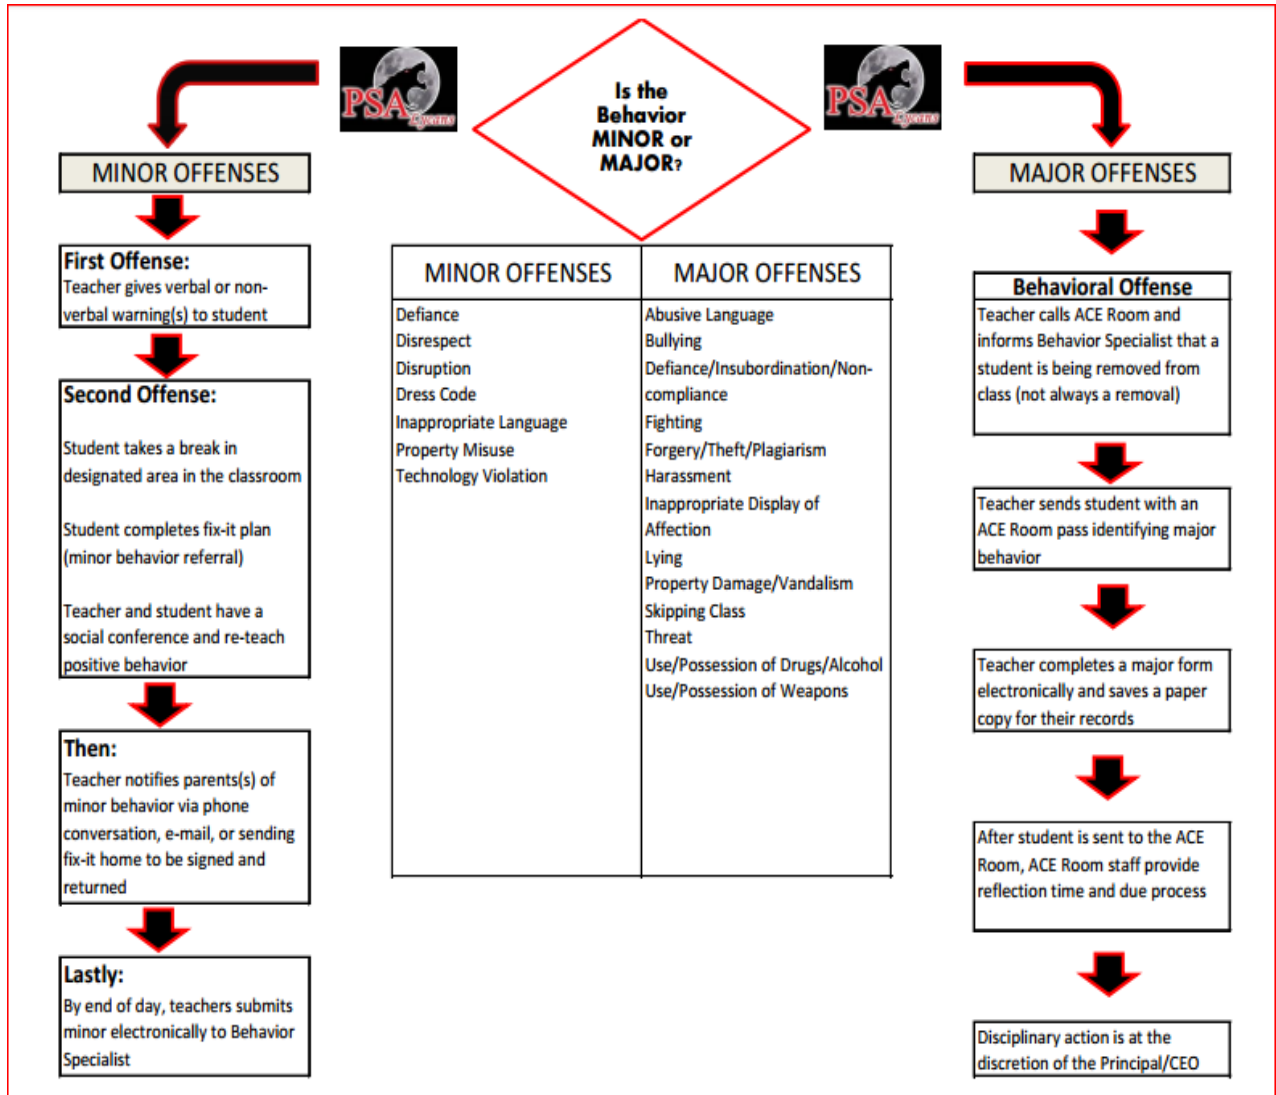 PSA
Lycans
Is the
Behavior
MINOR or
MAJOR?
PSA
Lycans
MINOR OFFENSES
First Offense:
Teacher gives verbal or non-
verbal warning(s) to student
Second Offense:
Student takes a break in
designated area in the classroom
Student completes fix-it plan
(minor behavior referral)
Teacher and student have a
social conference and re-teach
positive behavior
Then:
Teacher notifies parents(s) of
minor behavior via phone
conversation, e-mail, or sending
fix-it home to be signed and
returned
Lastly:
By end of day, teachers submits
minor electronically to Behavior
Specialist
MINOR OFFENSES
Defiance
Disrespect
Disruption
Dress Code
Inappropriate Language
Property Misuse
Technology Violation
MAJOR OFFENSES
Abusive Language
Bullying
Defiance/Insubordination/Non-
compliance
Fighting
Forgery/Theft/Plagiarism
Harassment
Inappropriate Display of
Affection
Lying
Property Damage/Vandalism
Skipping Class
Threat
Use/Possession of Drugs/Alcohol
Use/Possession of Weapons
MAJOR OFFENSES
Behavioral Offense
Teacher calls ACE Room and
informs Behavior Specialist that a
student is being removed from
class (not always a removal)
Teacher sends student with an
ACE Room pass identifying major
behavior
Teacher completes a major form
electronically and saves a paper
copy for their records
After student is sent to the ACE
Room, ACE Room staff provide
reflection time and due process
Disciplinary action is at the
discretion of the Principal/CEO